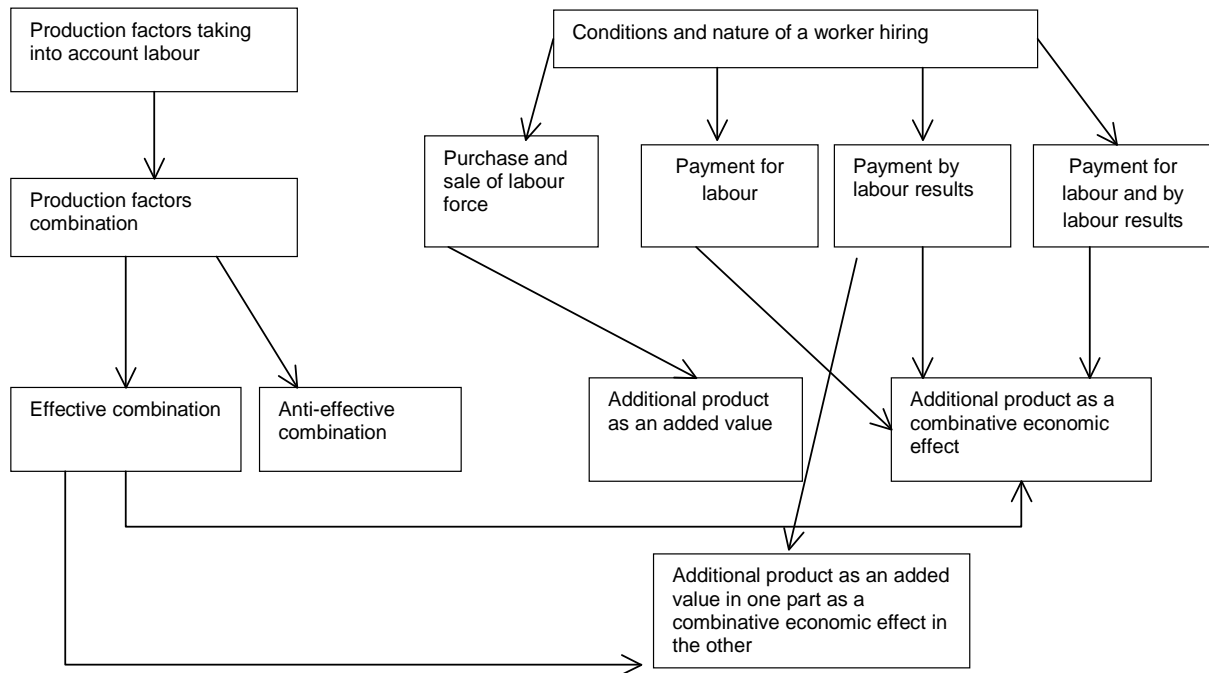 Production factors taking
into account labour
Conditions and nature of a worker hiring
Purchase and
sale of labour
force
Payment for
labour
Payment by
labour results
Payment for
labour and by
labour results
Production factors
combination
Effective combination
Anti-effective
combination
Additional product
as an added value
Additional product as a
combinative economic
effect
Additional product as an added
value in one part as a
combinative economic effect in
the other